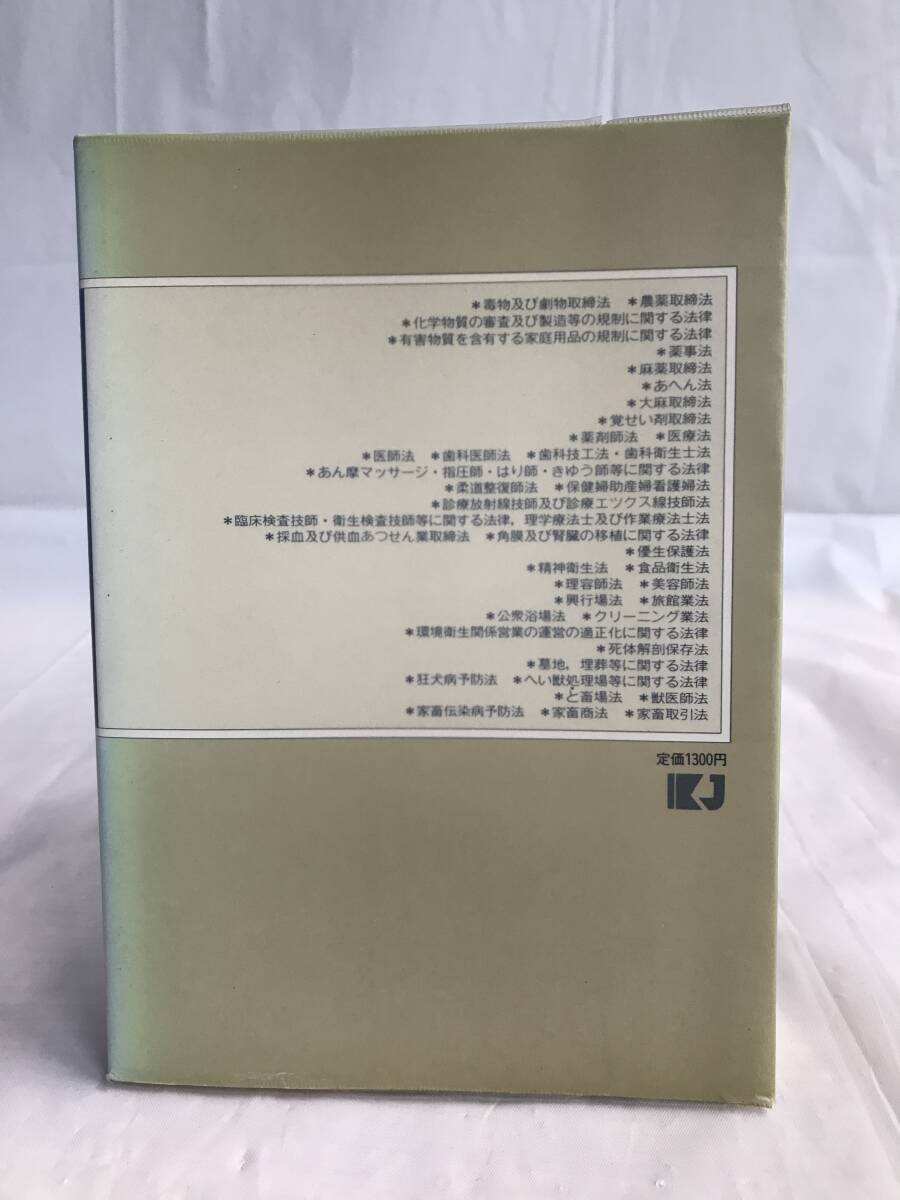 ＊毒物及び劇物取締法　＊農薬取締法
＊化学物質の審査及び製造等の規制に関する法律
＊有害物質を含有する家庭用品の規制に関する法律
＊薬事法
＊麻薬取締法
＊あへん法
＊大麻取締法
＊覚せい剤取締法
＊薬剤師法　＊医療法
＊医師法　＊歯科医師法　＊歯科技工法・歯科衛生士法
＊あん摩マッサージ・指圧師・はり師・きゆう師等に関する法律
＊柔道整復師法　＊保健婦助産婦看護婦法
＊診療放射線技師及び診療エツクス線技師法
＊臨床検査技師・衛生検査技師等に関する法律，理学療法士及び作業療法士法
＊採血及び供血あつせん業取締法　＊角膜及び腎臓の移植に関する法律
＊優生保護法
＊精神衛生法　＊食品衛生法
＊理容師法　＊美容師法
＊興行場法　＊旅館業法
＊公衆浴場法　＊クリーニング業法
＊環境衛生関係営業の運営の適正化に関する法律
＊死体解剖保存法
＊墓地，埋葬等に関する法律
＊狂犬病予防法　＊へい獣処理場等に関する法律
＊と畜場法　＊獣医師法
＊家畜伝染病予防法　＊家畜商法　＊家畜取引法
定価1300円
KJ